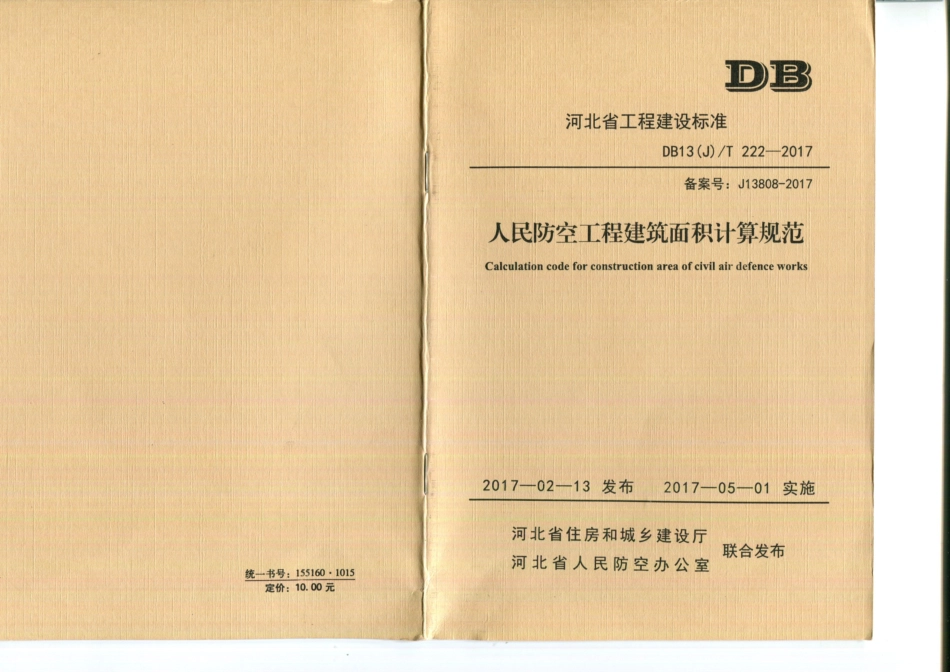 DB
河北省工程建设标准
DB13(J)/T 222—2017
备案号：J13808-2017
人民防空工程建筑面积计算规范
Calculation code for construction area of civil air defence works
2017—02—13 发布 2017—05—01 实施
河北省住房和城乡建设厅
河北省人民防空办公室
联合发布
统一书号：155160·1015
定价：10.00 元